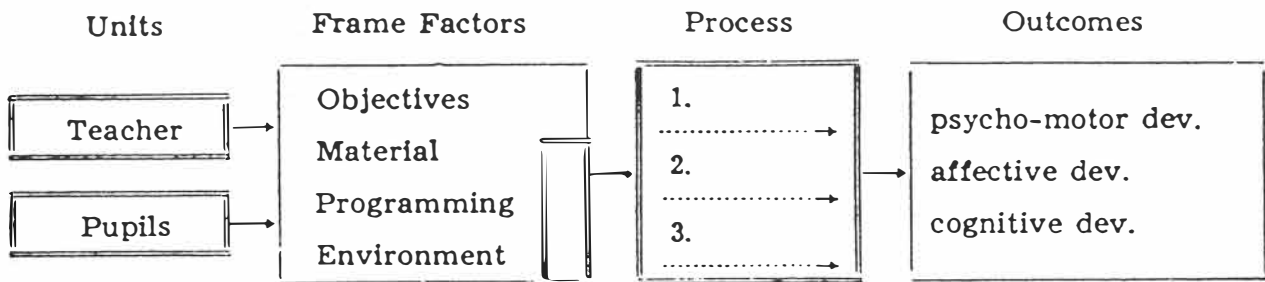 Units Frame Factors Process Outcomes
Teacher
Pupils
Objectives
Material
Programming
Environment
1.
2.
3.
psycho-motor dev.
affective dev.
cognitive dev.